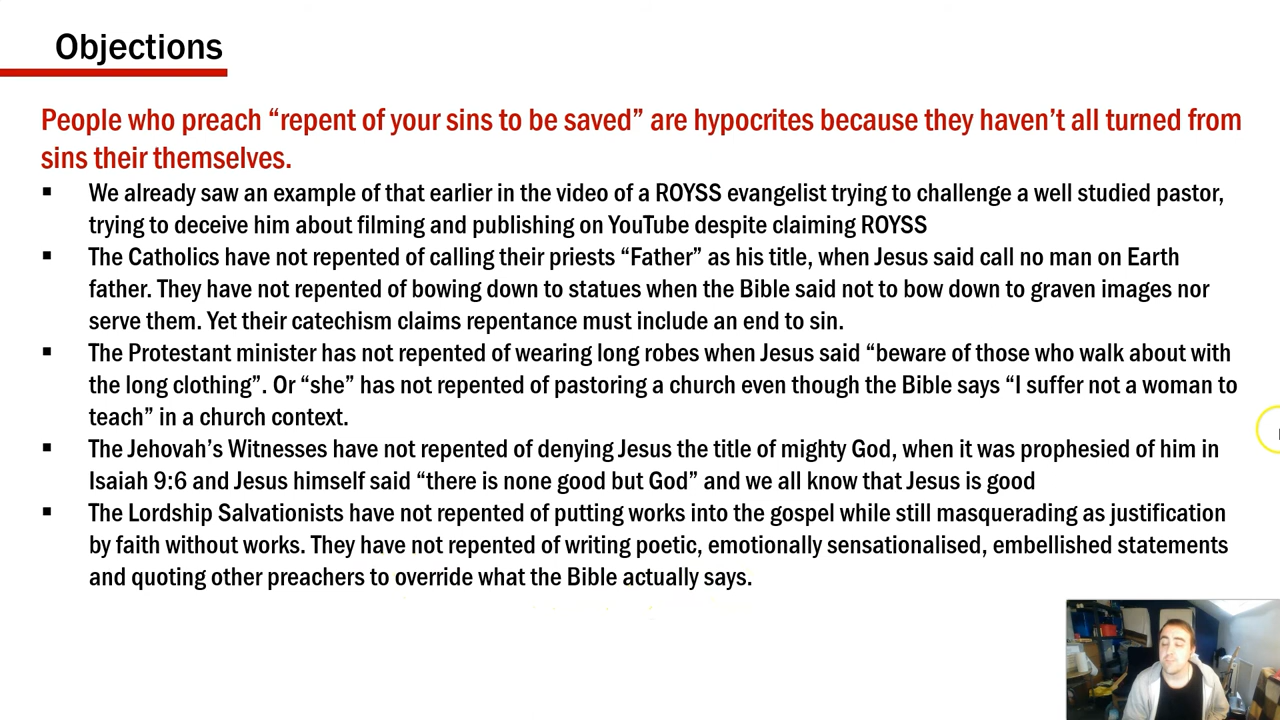 Objections
People who preach “repent of your sins to be saved” are hypocrites because they haven’t all turned from
sins their themselves.
▪ We already saw an example of that earlier in the video of a ROYSS evangelist trying to challenge a well studied pastor,
trying to deceive him about filming and publishing on YouTube despite claiming ROYSS
▪ The Catholics have not repented of calling their priests “Father” as his title, when Jesus said call no man on Earth
father. They have not repented of bowing down to statues when the Bible said not to bow down to graven images nor
serve them. Yet their catechism claims repentance must include an end to sin.
▪ The Protestant minister has not repented of wearing long robes when Jesus said “beware of those who walk about with
the long clothing”. Or “she” has not repented of pastoring a church even though the Bible says “I suffer not a woman to
teach” in a church context.
▪ The Jehovah’s Witnesses have not repented of denying Jesus the title of mighty God, when it was prophesied of him in
Isaiah 9:6 and Jesus himself said “there is none good but God” and we all know that Jesus is good
▪ The Lordship Salvationists have not repented of putting works into the gospel while still masquerading as justification
by faith without works. They have not repented of writing poetic, emotionally sensationalised, embellished statements
and quoting other preachers to override what the Bible actually says.